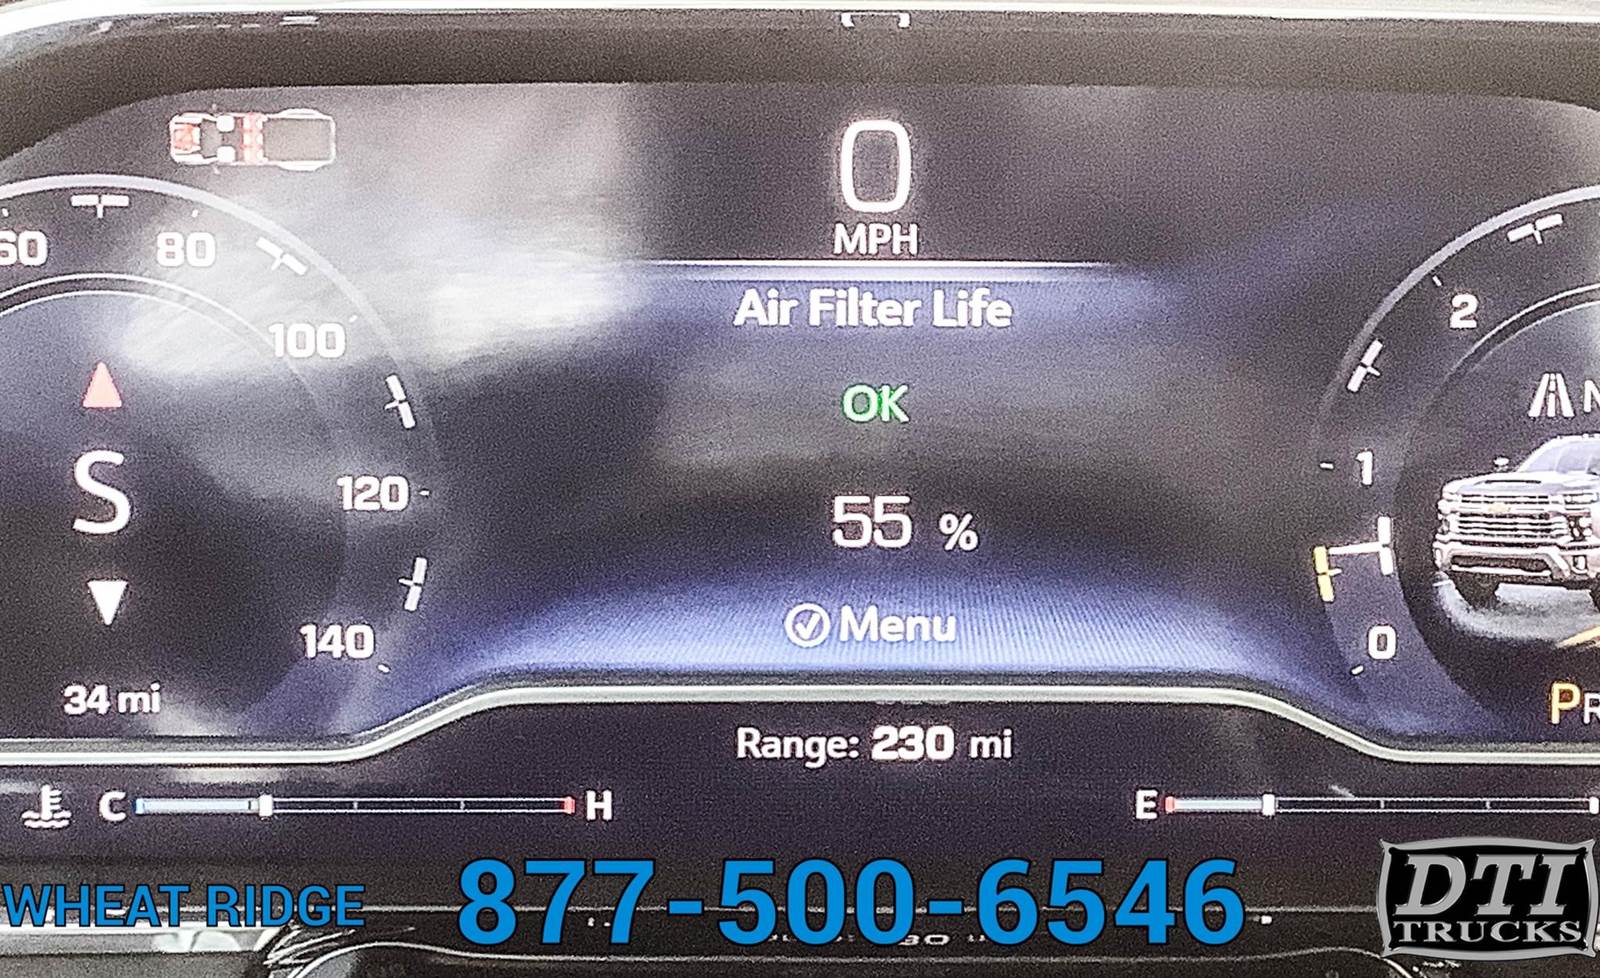 0
MPH
60
80
100
120
140
S
34 mi
Air Filter Life
OK
55 %
Menu
2
1
0
N
PR
Range: 230 mi
C
H
E
WHEAT RIDGE
877-500-6546
DTI
TRUCKS